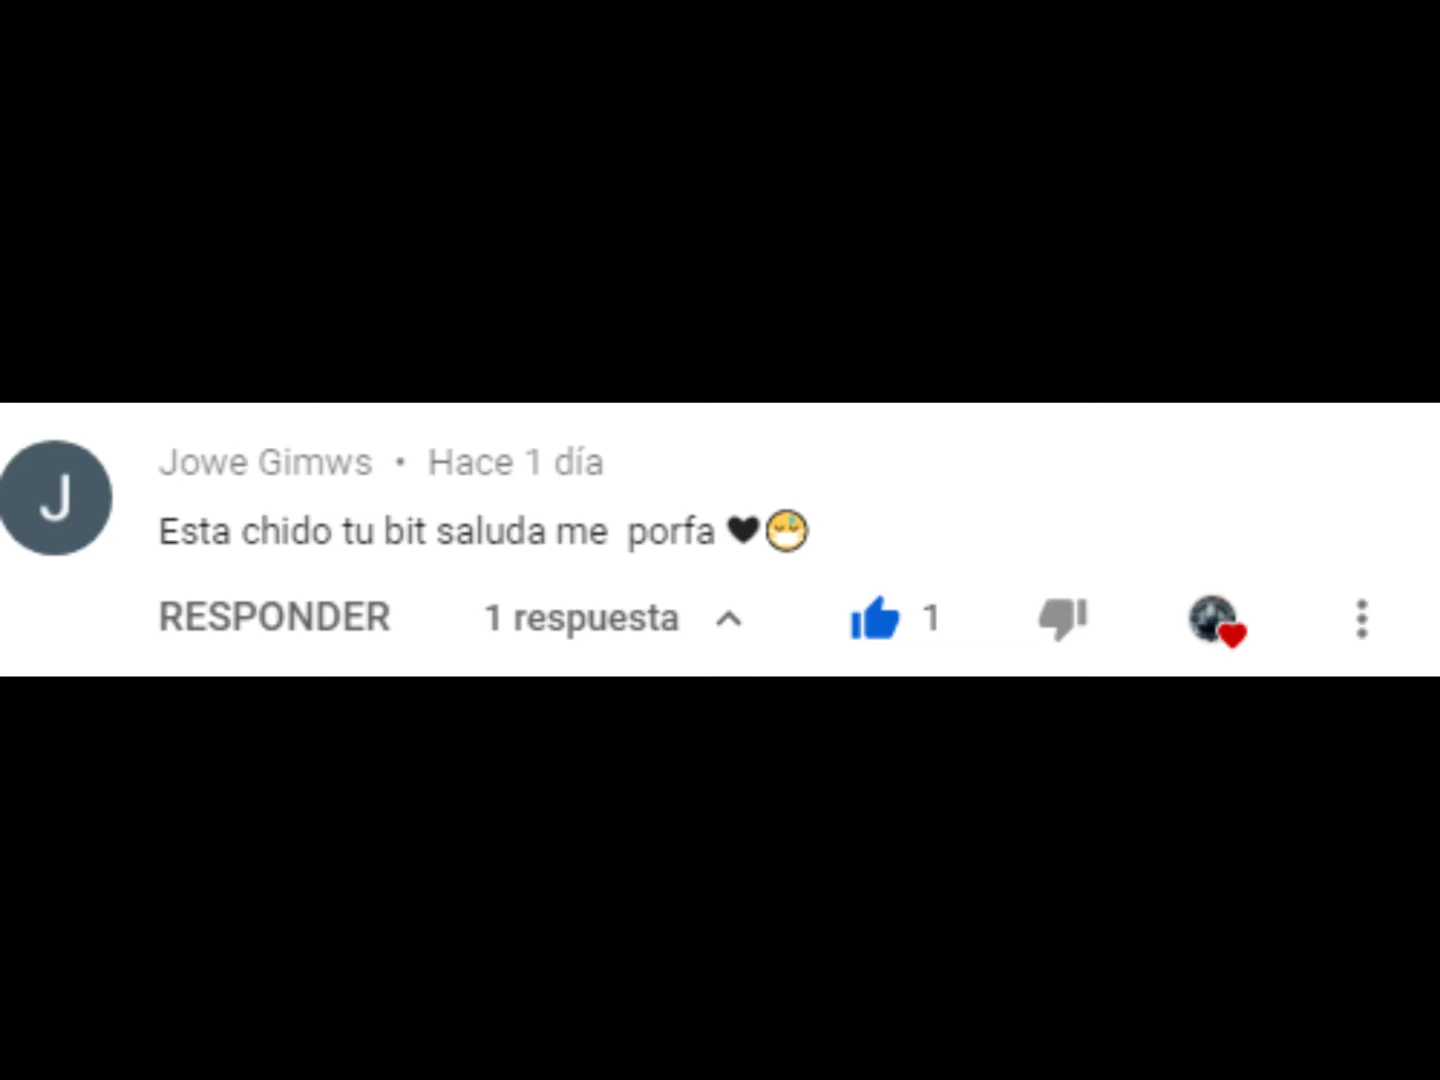 J
Jowe Gimws • Hace 1 día
Esta chido tu bit saluda me  porfa 🖤😅
RESPONDER 1 respuesta 1